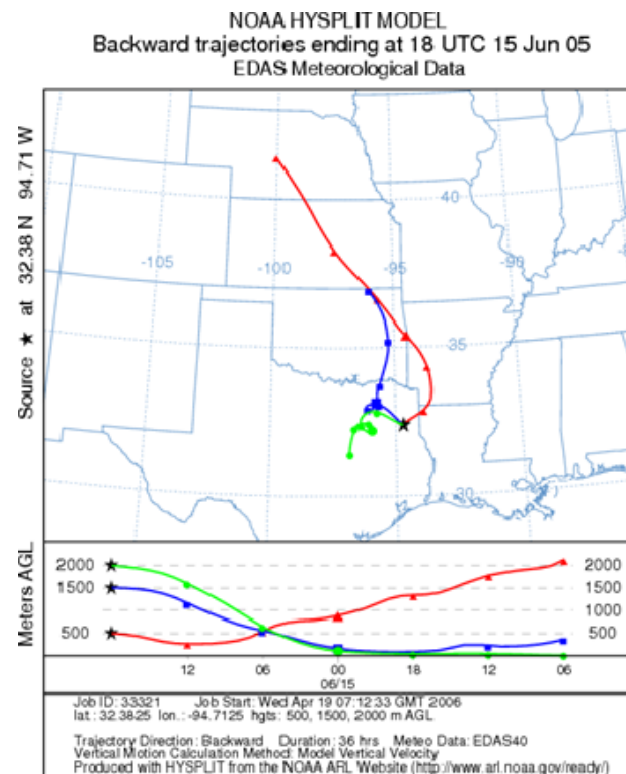 NOAA HYSPLIT MODEL
Backward trajectories ending at 18 UTC 15 Jun 05
EDAS Meteorological Data
Source ★ at 32.38 N 94.71 W
40
-105
-100
-95
-90
-85
35
30
Meters AGL
2000
1500
500
2000
1500
1000
500
12
06
00
18
12
06
06/15
Job ID: 33321 Job Start: Wed Apr 19 07:12:33 GMT 2006
lat.: 32.3825 lon.: -94.7125 hgts: 500, 1500, 2000 m AGL
Trajectory Direction: Backward Duration: 36 hrs Meteo Data: EDAS40
Vertical Motion Calculation Method: Model Vertical Velocity
Produced with HYSPLIT from the NOAA ARL Website (http://www.arl.noaa.gov/ready/)